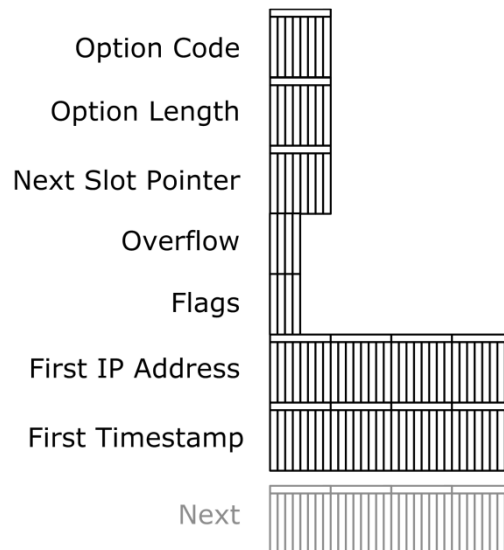 Option Code
Option Length
Next Slot Pointer
Overflow
Flags
First IP Address
First Timestamp
Next